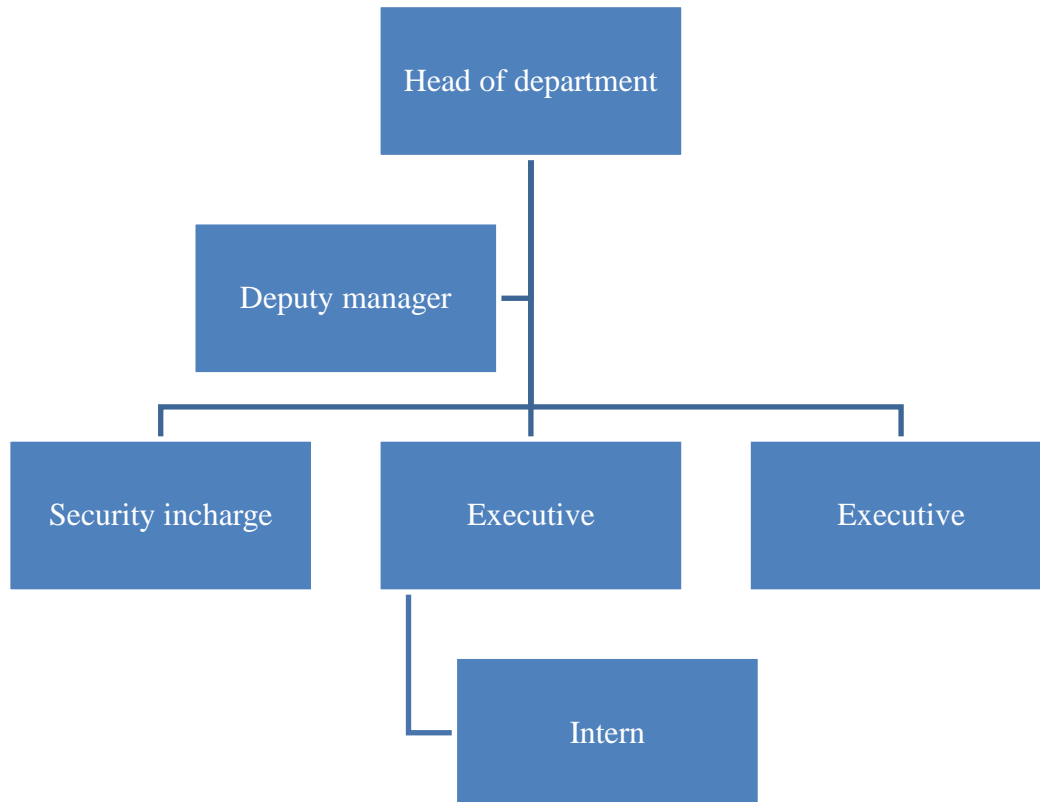 Head of department
Deputy manager
Security incharge
Executive
Executive
Intern